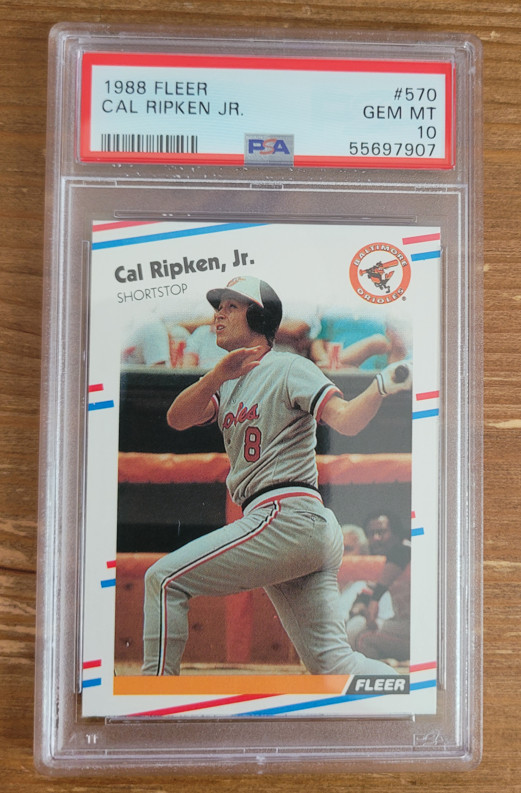 1988 FLEER
CAL RIPKEN JR.
#570
GEM MT
10
55697907
PSA
Cal Ripken, Jr.
SHORTSTOP
BALTIMORE
ORIOLES
®
oles
8
FLEER